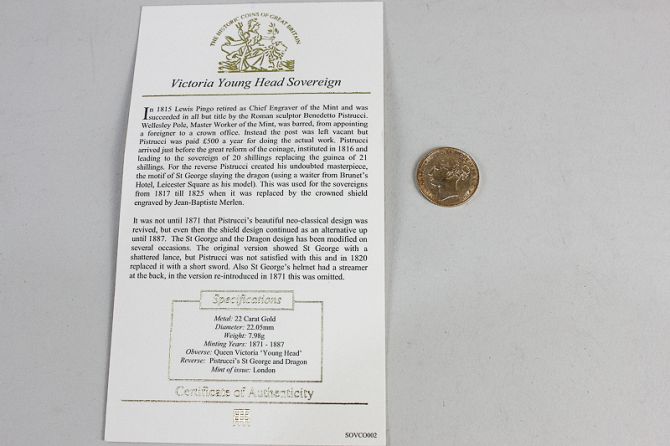 THE HISTORIC COINS OF GREAT BRITAIN
Victoria Young Head Sovereign
In 1815 Lewis Pingo retired as Chief Engraver of the Mint and was
succeeded in all but title by the Roman sculptor Benedetto Pistrucci.
Wellesley Pole, Master Worker of the Mint, was barred, from appointing
a foreigner to a crown office. Instead the post was left vacant but
Pistrucci was paid £500 a year for doing the actual work. Pistrucci
arrived just before the great reform of the coinage, instituted in 1816 and
leading to the sovereign of 20 shillings replacing the guinea of 21
shillings. For the reverse Pistrucci created his undoubted masterpiece,
the motif of St George slaying the dragon (using a waiter from Brunet's
Hotel, Leicester Square as his model). This was used for the sovereigns
from 1817 till 1825 when it was replaced by the crowned shield
engraved by Jean-Baptiste Merlen.
It was not until 1871 that Pistrucci's beautiful neo-classical design was
revived, but even then the shield design continued as an alternative up
until 1887. The St George and the Dragon design has been modified on
several occasions. The original version showed St George with a
shattered lance, but Pistrucci was not satisfied with this and in 1820
replaced it with a short sword. Also St George's helmet had a streamer
at the back, in the version re-introduced in 1871 this was omitted.
Specifications
Metal: 22 Carat Gold
Diameter: 22.05mm
Weight: 7.98g
Minting Years: 1871 - 1887
Obverse: Queen Victoria 'Young Head'
Reverse: Pistrucci's St George and Dragon
Mint of issue: London
Certificate of Authenticity
SOVCO002